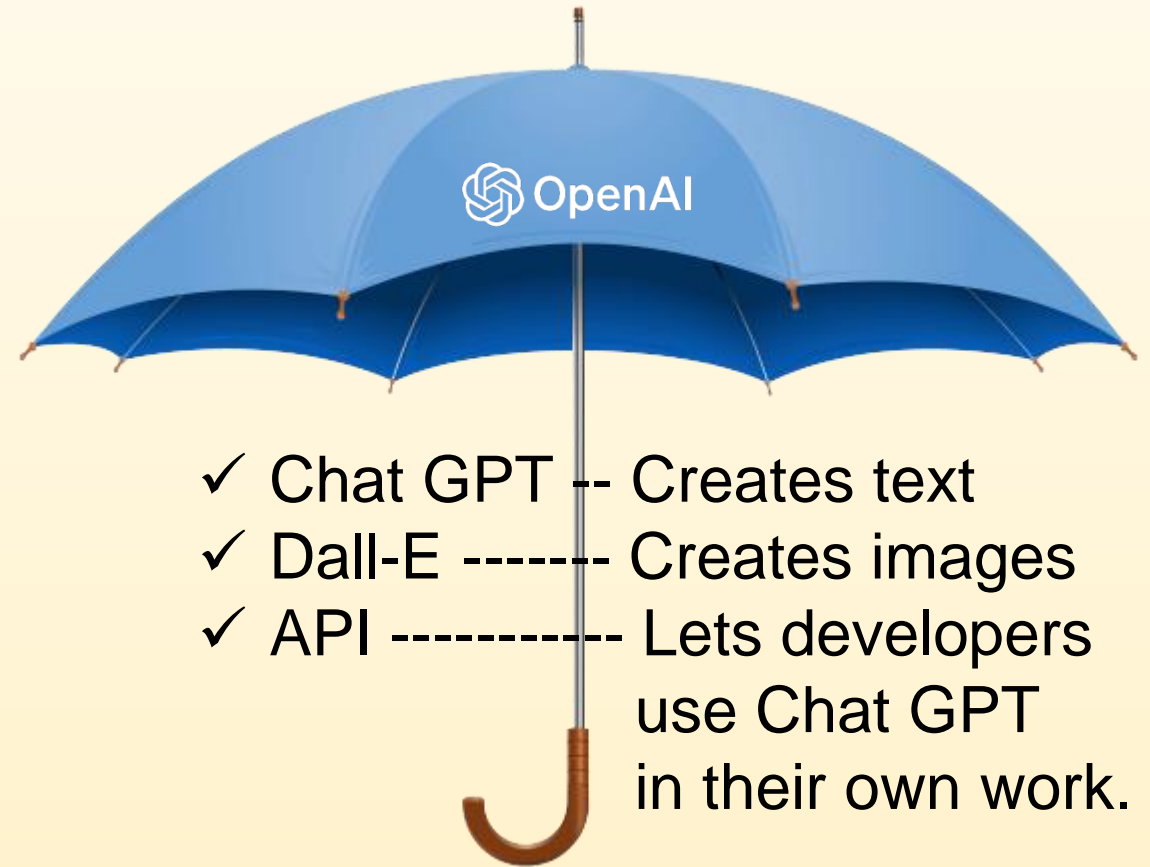 OpenAI
✓ Chat GPT -- Creates text
✓ Dall-E ------- Creates images
✓ API ----------- Lets developers
use Chat GPT
in their own work.